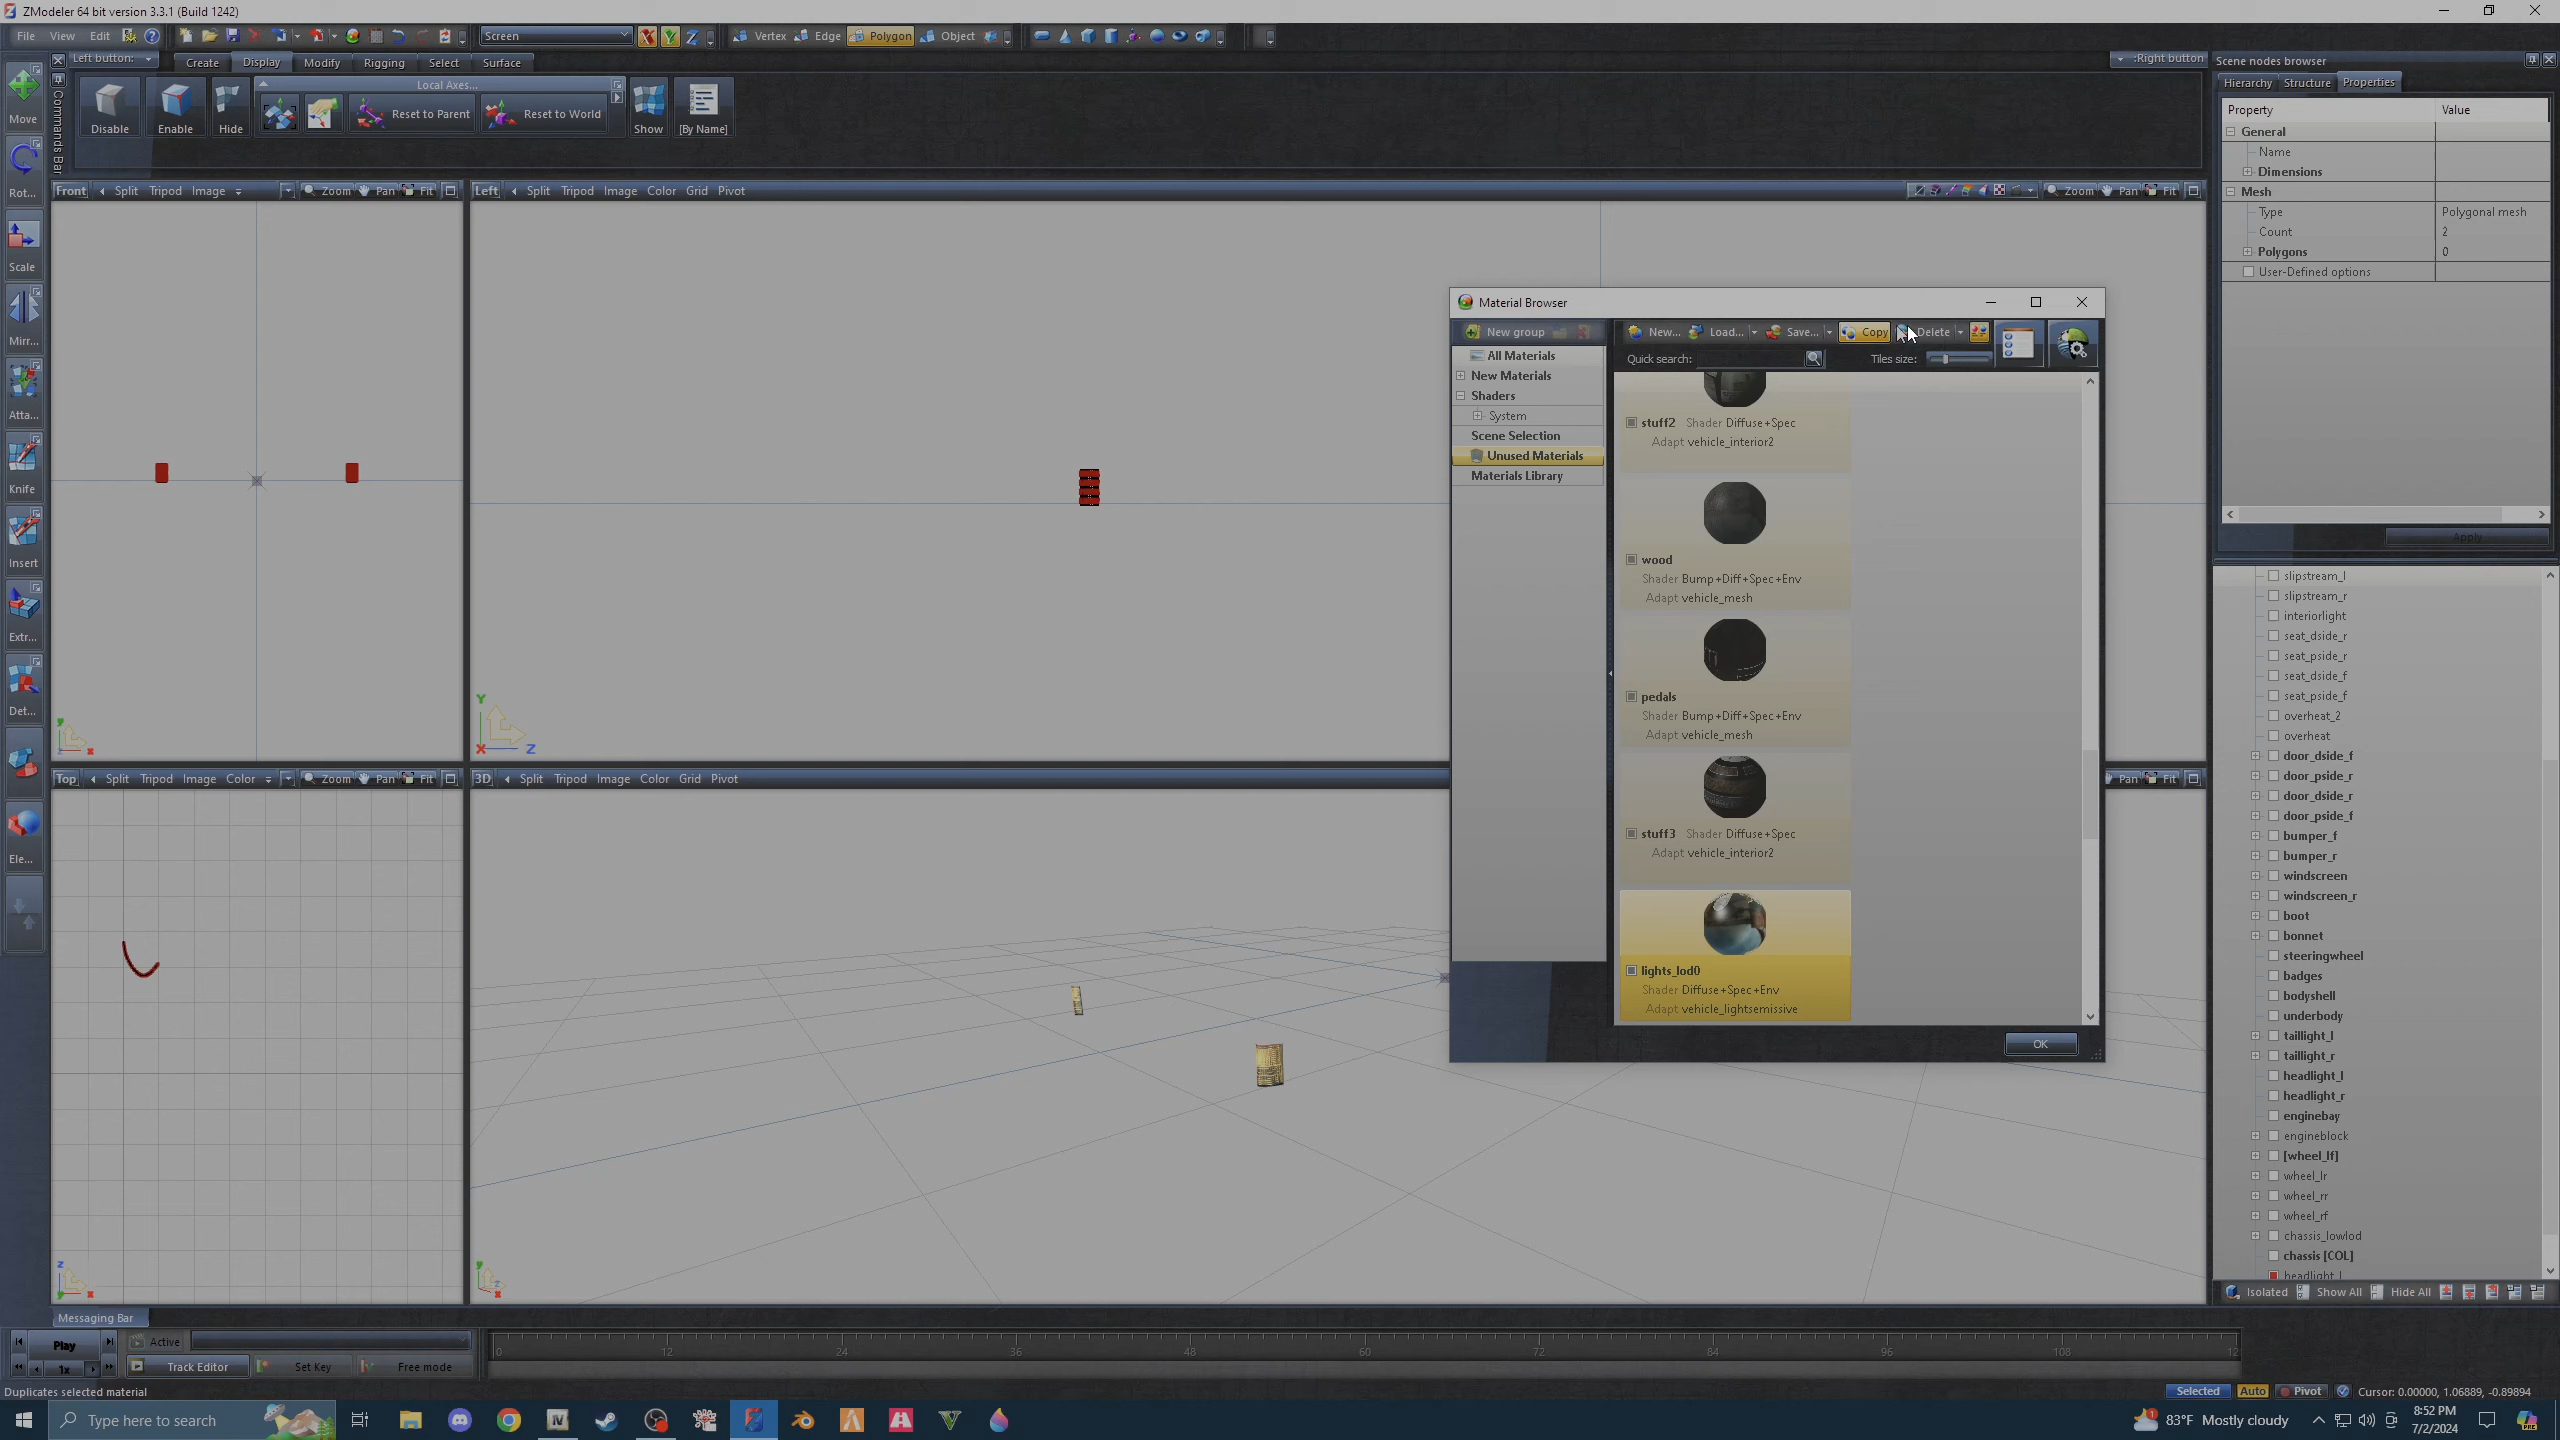 ZModeler 64 bit version 3.3.1 (Build 1242)
File View Edit Screen X Y Z Vertex Edge Polygon Object
Left button: Create Display Modify Rigging Select Surface :Right button
Commands Bar
Move
Rot...
Scale
Mirr...
Atta...
Knife
Insert
Extr...
Det...
Ele...
Local Axes...
Disable Enable Hide Reset to Parent Reset to World Show [By Name]
Front Split Tripod Image Zoom Pan Fit
Left Split Tripod Image Color Grid Pivot Zoom Pan Fit
Y
X Z
y
x
Top Split Tripod Image Color Zoom Pan Fit
3D Split Tripod Image Color Grid Pivot Pan Fit
z
x
y
z
x
Material Browser
New group
All Materials
New Materials
Shaders
System
Scene Selection
Unused Materials
Materials Library
New... Load... Save... Copy Delete
Quick search: Tiles size:
stuff2 Shader Diffuse+Spec
Adapt vehicle_interior2
wood
Shader Bump+Diff+Spec+Env
Adapt vehicle_mesh
pedals
Shader Bump+Diff+Spec+Env
Adapt vehicle_mesh
stuff3 Shader Diffuse+Spec
Adapt vehicle_interior2
lights_lod0
Shader Diffuse+Spec+Env
Adapt vehicle_lightsemissive
OK
Scene nodes browser
Hierarchy Structure Properties
Property Value
General
Name
Dimensions
Mesh
Type Polygonal mesh
Count 2
Polygons 0
User-Defined options
Apply
slipstream_l
slipstream_r
interiorlight
seat_dside_r
seat_pside_r
seat_dside_f
seat_pside_f
overheat_2
overheat
door_dside_f
door_pside_r
door_dside_r
door_pside_f
bumper_f
bumper_r
windscreen
windscreen_r
boot
bonnet
steeringwheel
badges
bodyshell
underbody
taillight_l
taillight_r
headlight_l
headlight_r
enginebay
engineblock
[wheel_lf]
wheel_lr
wheel_rr
wheel_rf
chassis_lowlod
chassis [COL]
headlight_l
Isolated Show All Hide All
Messaging Bar
Play Active
1x Track Editor Set Key Free mode
0 12 24 36 48 60 72 84 96 108 12
Duplicates selected material
Selected Auto Pivot Cursor: 0.00000, 1.06889, -0.89894
Type here to search
83°F Mostly cloudy
8:52 PM
7/2/2024